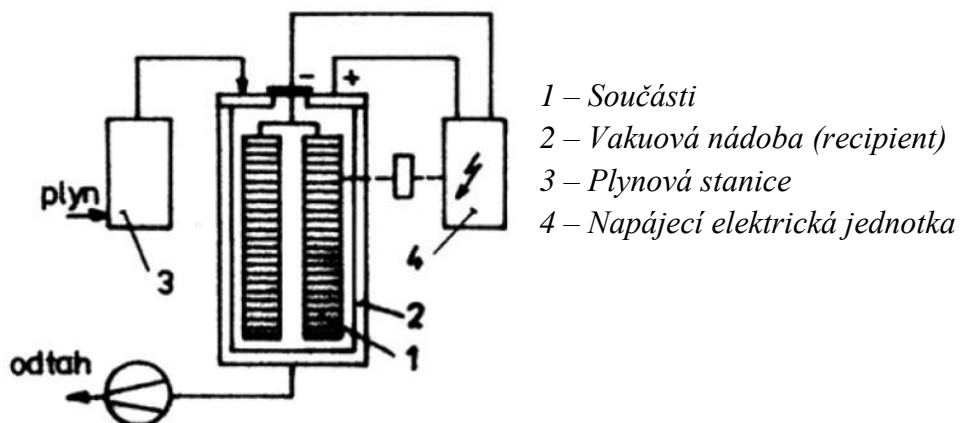 - +
plyn
3
4
2
1
odtah
1 – Součásti
2 – Vakuová nádoba (recipient)
3 – Plynová stanice
4 – Napájecí elektrická jednotka